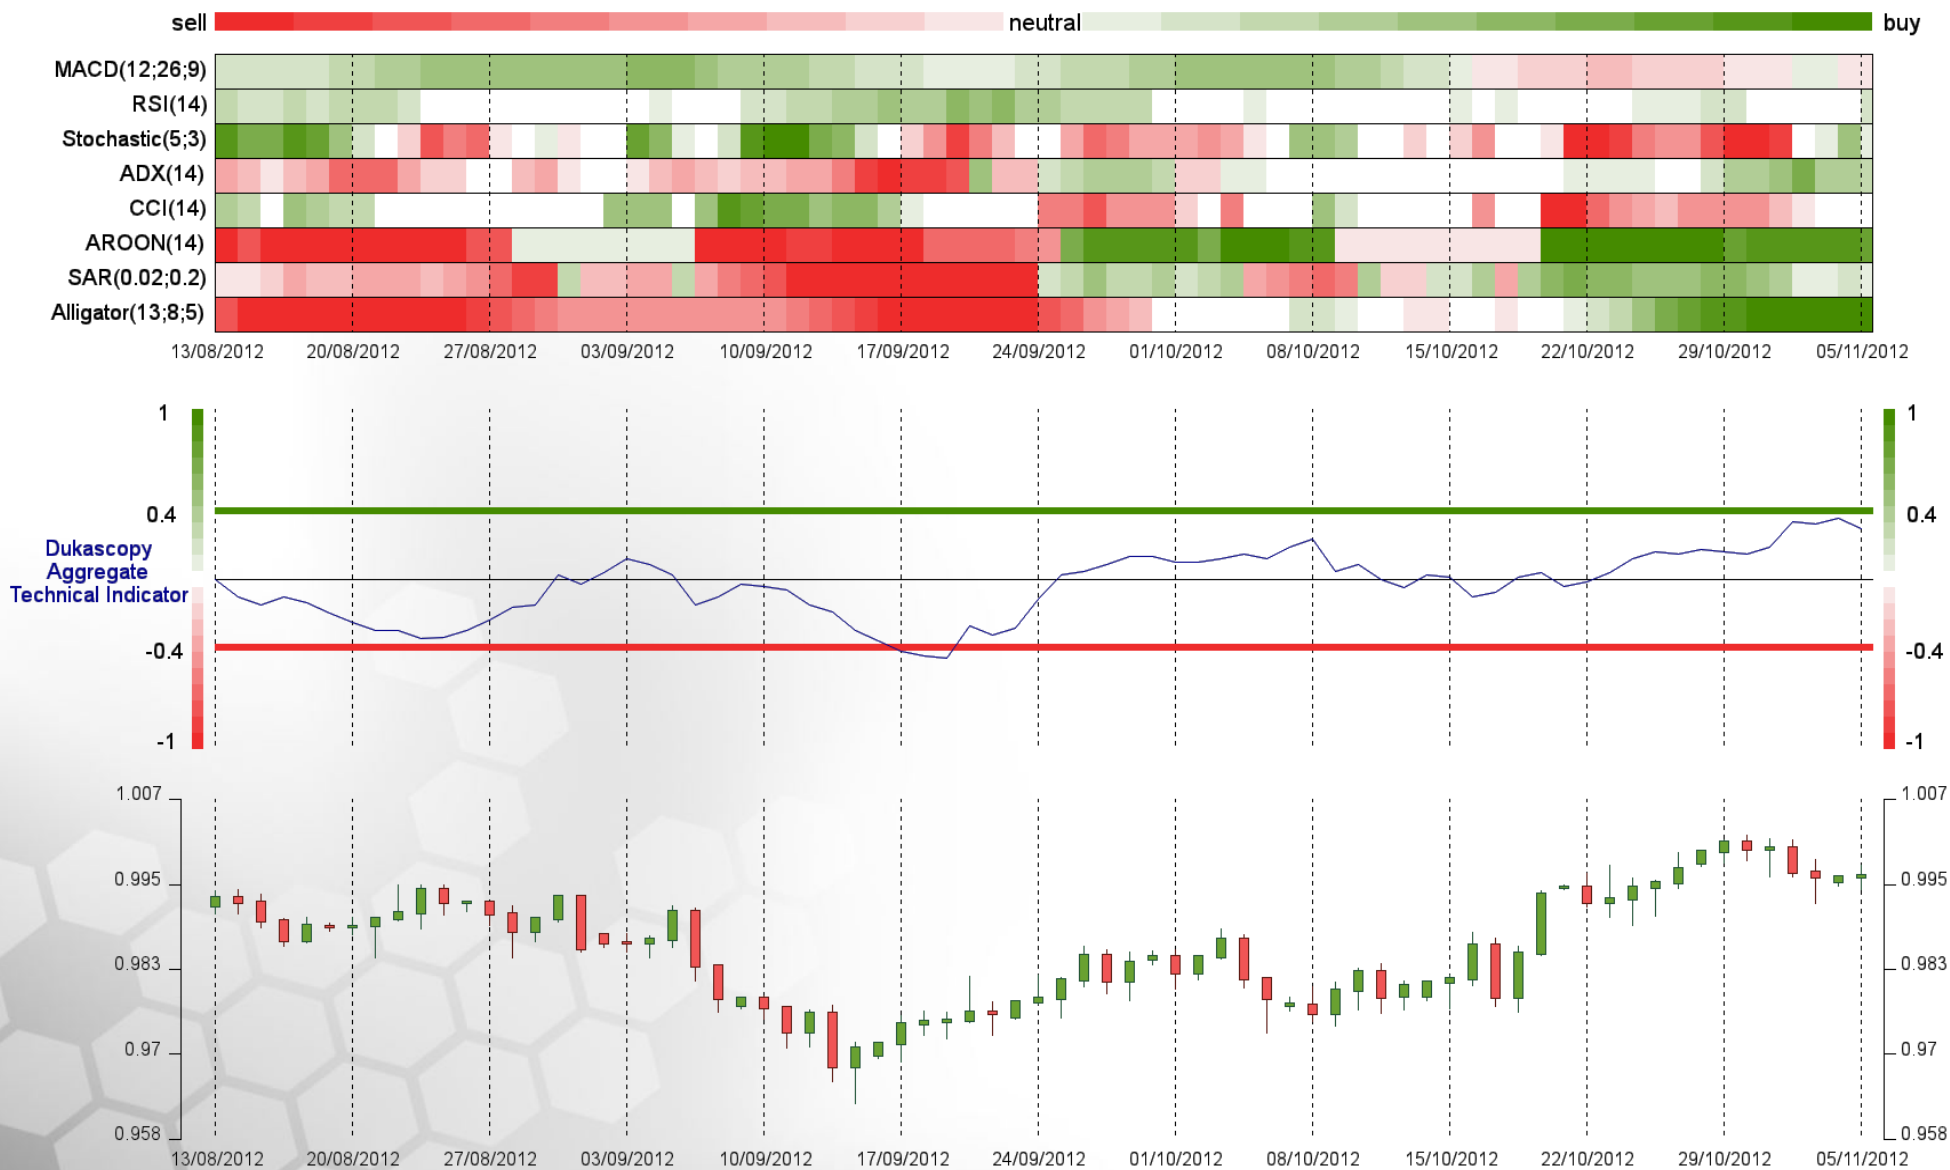 sell neutral buy
MACD(12;26;9)
RSI(14)
Stochastic(5;3)
ADX(14)
CCI(14)
AROON(14)
SAR(0.02;0.2)
Alligator(13;8;5)
13/08/2012 20/08/2012 27/08/2012 03/09/2012 10/09/2012 17/09/2012 24/09/2012 01/10/2012 08/10/2012 15/10/2012 22/10/2012 29/10/2012 05/11/2012
1 1
0.4 0.4
Dukascopy
Aggregate
Technical Indicator
-0.4 -0.4
-1 -1
1.007 1.007
0.995 0.995
0.983 0.983
0.97 0.97
0.958 0.958
13/08/2012 20/08/2012 27/08/2012 03/09/2012 10/09/2012 17/09/2012 24/09/2012 01/10/2012 08/10/2012 15/10/2012 22/10/2012 29/10/2012 05/11/2012